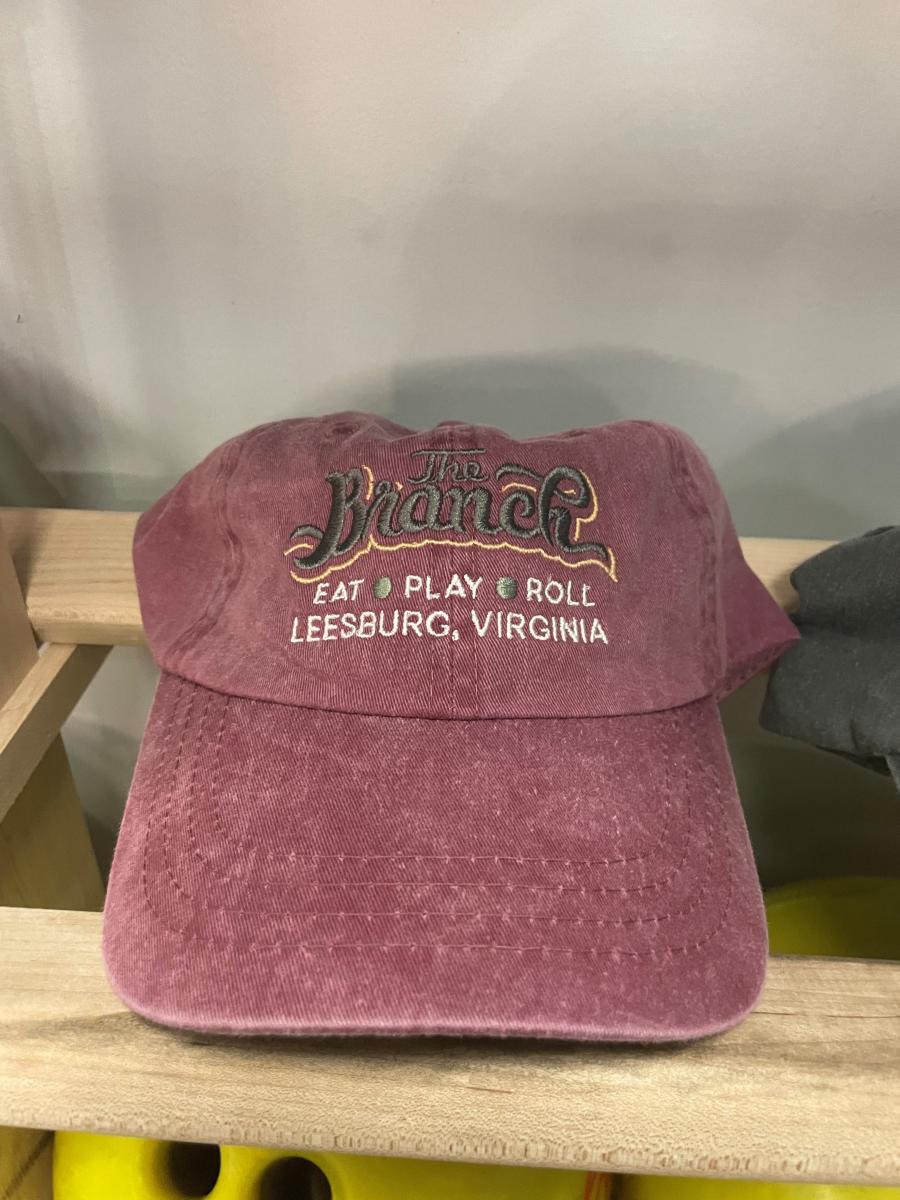 The
Branch
EAT • PLAY • ROLL
LEESBURG, VIRGINIA